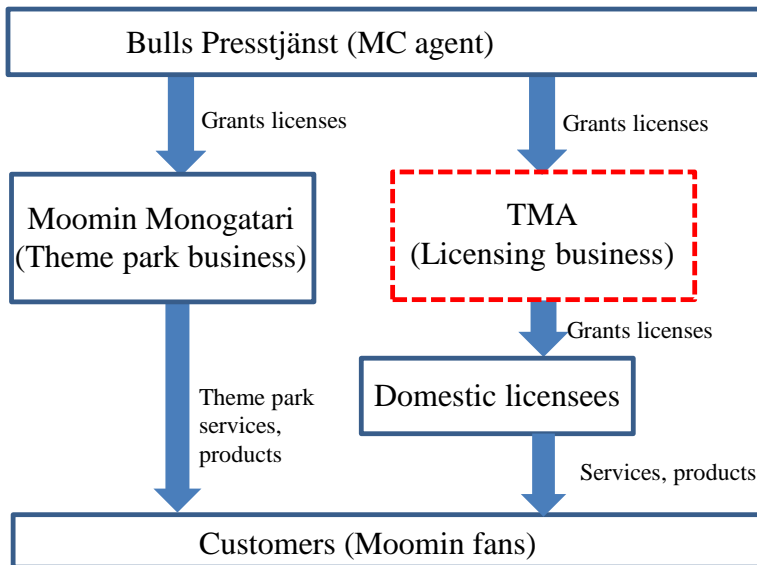 Bulls Presstjänst (MC agent)
Grants licenses
Grants licenses
Moomin Monogatari
(Theme park business)
TMA
(Licensing business)
Grants licenses
Domestic licensees
Theme park
services,
products
Services, products
Customers (Moomin fans)